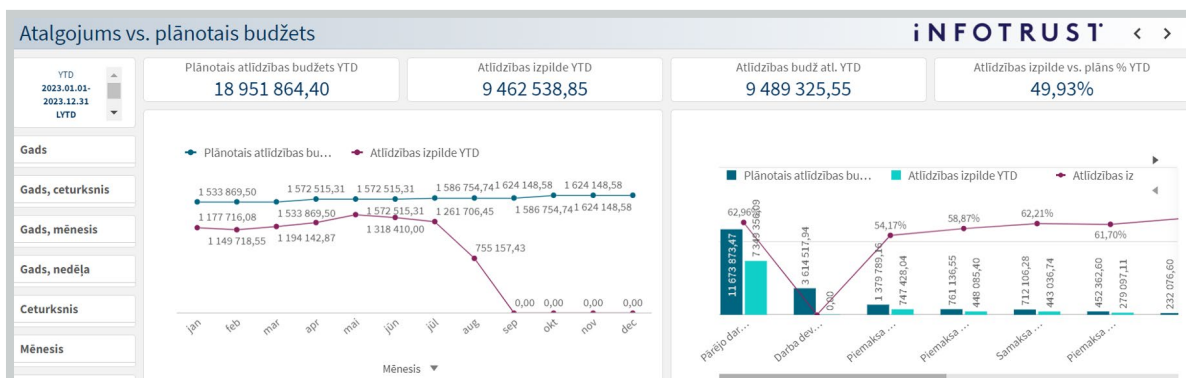 Atalgojums vs. plānotais budžets
iNFOTRUST
YTD
2023.01.01-
2023.12.31
LYTD
Plānotais atlīdzības budžets YTD
18 951 864,40
Atlīdzības izpilde YTD
9 462 538,85
Atlīdzības budž atl. YTD
9 489 325,55
Atlīdzības izpilde vs. plāns % YTD
49,93%
Gads
Gads, ceturksnis
Gads, mēnesis
Gads, nedēļa
Ceturksnis
Mēnesis
Plānotais atlīdzības bu... Atlīdzības izpilde YTD
1 533 869,50 1 572 515,31 1 572 515,31 1 586 754,74 1 624 148,58 1 624 148,58
1 177 716,08 1 533 869,50 1 572 515,31 1 261 706,45 1 586 754,74 1 624 148,58
1 149 718,55 1 194 142,87 1 318 410,00
755 157,43
0,00 0,00 0,00 0,00
jan feb mar apr mai jūn jūl aug sep okt nov dec
Mēnesis
Plānotais atlīdzības bu... Atlīdzības izpilde YTD Atlīdzības iz
62,96% 54,17% 58,87% 62,21% 61,70%
11 673 873,47
7 349 356,09
3 614 517,94
0,00
1 379 789,16
747 428,04
761 136,55
448 085,40
712 106,28
443 036,74
452 362,60
279 097,11
232 076,60
Pārējo dar... Darba dev... Piemaksa ... Piemaksa ... Samaksa ... Piemaksa ...